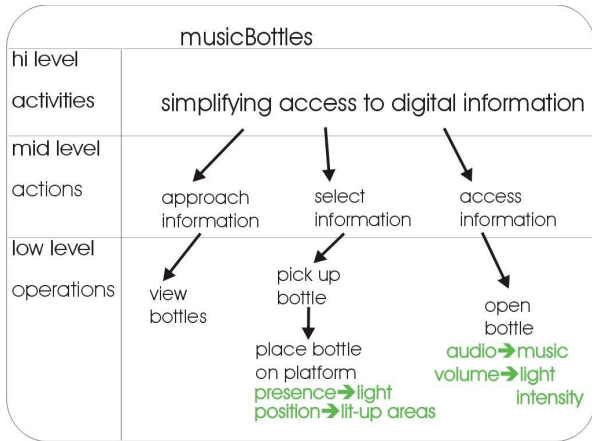 musicBottles
hi level
activities
simplifying access to digital information
mid level
actions
approach
information
select
information
access
information
low level
operations
view
bottles
pick up
bottle
place bottle
on platform
presence➔light
position➔lit-up areas
open
bottle
audio➔music
volume➔light
intensity